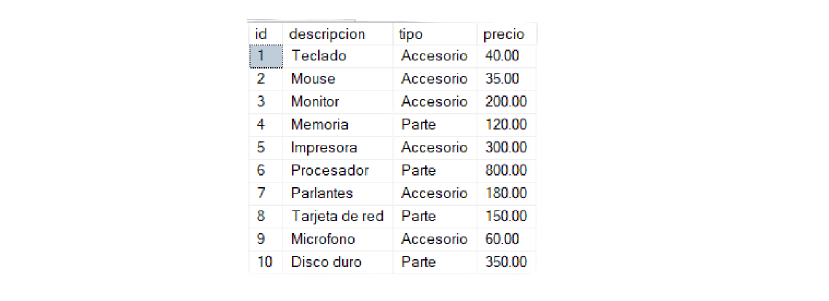 id descripcion tipo precio
1 Teclado Accesorio 40.00
2 Mouse Accesorio 35.00
3 Monitor Accesorio 200.00
4 Memoria Parte 120.00
5 Impresora Accesorio 300.00
6 Procesador Parte 800.00
7 Parlantes Accesorio 180.00
8 Tarjeta de red Parte 150.00
9 Microfono Accesorio 60.00
10 Disco duro Parte 350.00